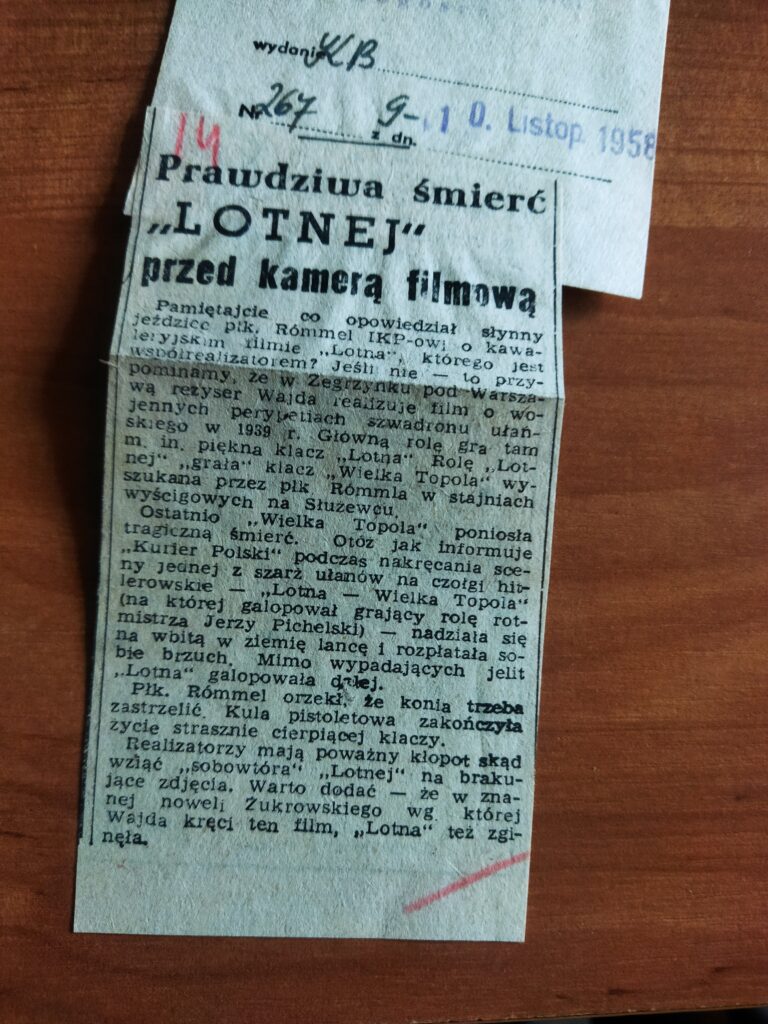 wydanie KB
Nr 267 z dn. 9-10. Listop 1958
14
Prawdziwa śmierć
„LOTNEJ“
przed kamerą filmową
Pamiętajcie co opowiedział słynny
jeździec płk. Rómmel IKP-owi o kawa-
leryjskim filmie „Lotna“, którego jest
współrealizatorem? Jeśli nie — to przy-
pominamy, że w Zegrzynku pod Warsza-
wą reżyser Wajda realizuje film o wo-
jennych perypetiach szwadronu ułań-
skiego w 1939 r. Główną rolę gra tam
m. in. piękna klacz „Lotna“ Rolę „Lot-
nej“ „grała“ klacz „Wielka Topola“ wy-
szukana przez płk Rómmla w stajniach
wyścigowych na Służewcu.
Ostatnio „Wielka Topola“ poniosła
tragiczną śmierć. Otóż jak informuje
„Kurier Polski“ podczas nakręcania sce-
ny jednej z szarż ułanów na czołgi hit-
lerowskie — „Lotna — Wielka Topola“
(na której galopował grający rolę rot-
mistrza Jerzy Pichelski) — nadziała się
na wbitą w ziemię lancę i rozpłatała so-
bie brzuch. Mimo wypadających jelit
„Lotna“ galopowała dalej.
Płk. Rómmel orzekł, że konia trzeba
zastrzelić. Kula pistoletowa zakończyła
życie strasznie cierpiącej klaczy.
Realizatorzy mają poważny kłopot skąd
wziąć „sobowtóra“ „Lotnej“ na braku-
jące zdjęcia. Warto dodać — że w zna-
nej noweli Żukrowskiego wg. której
Wajda kręci ten film, „Lotna“ też zgi-
nęła.